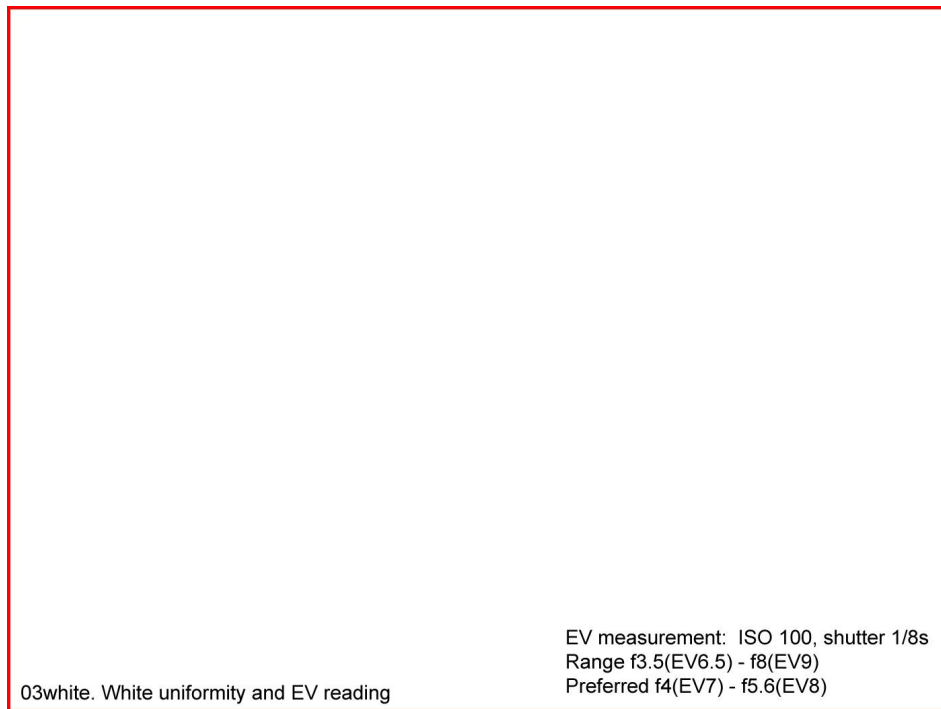 EV measurement:  ISO 100, shutter 1/8s
Range f3.5(EV6.5) - f8(EV9)
Preferred f4(EV7) - f5.6(EV8)
03white. White uniformity and EV reading